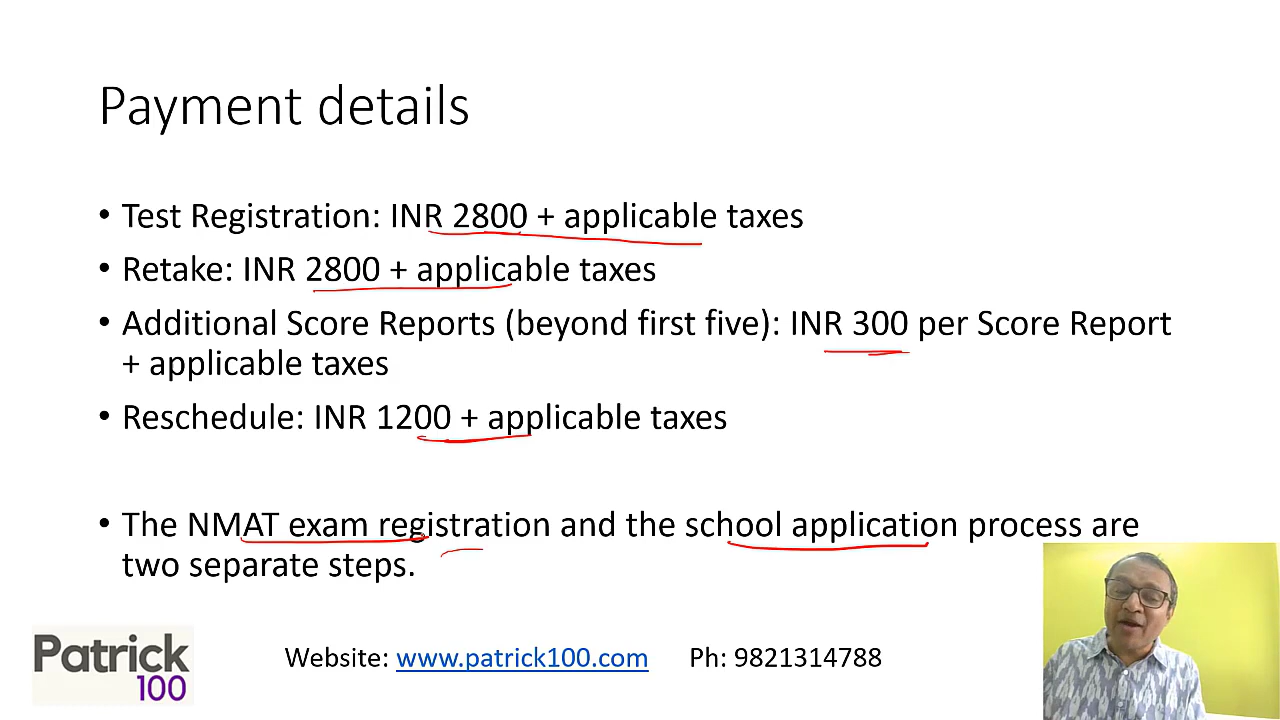 Payment details
• Test Registration: INR 2800 + applicable taxes
• Retake: INR 2800 + applicable taxes
• Additional Score Reports (beyond first five): INR 300 per Score Report
+ applicable taxes
• Reschedule: INR 1200 + applicable taxes
• The NMAT exam registration and the school application process are
two separate steps.
Patrick
100
Website: www.patrick100.com Ph: 9821314788